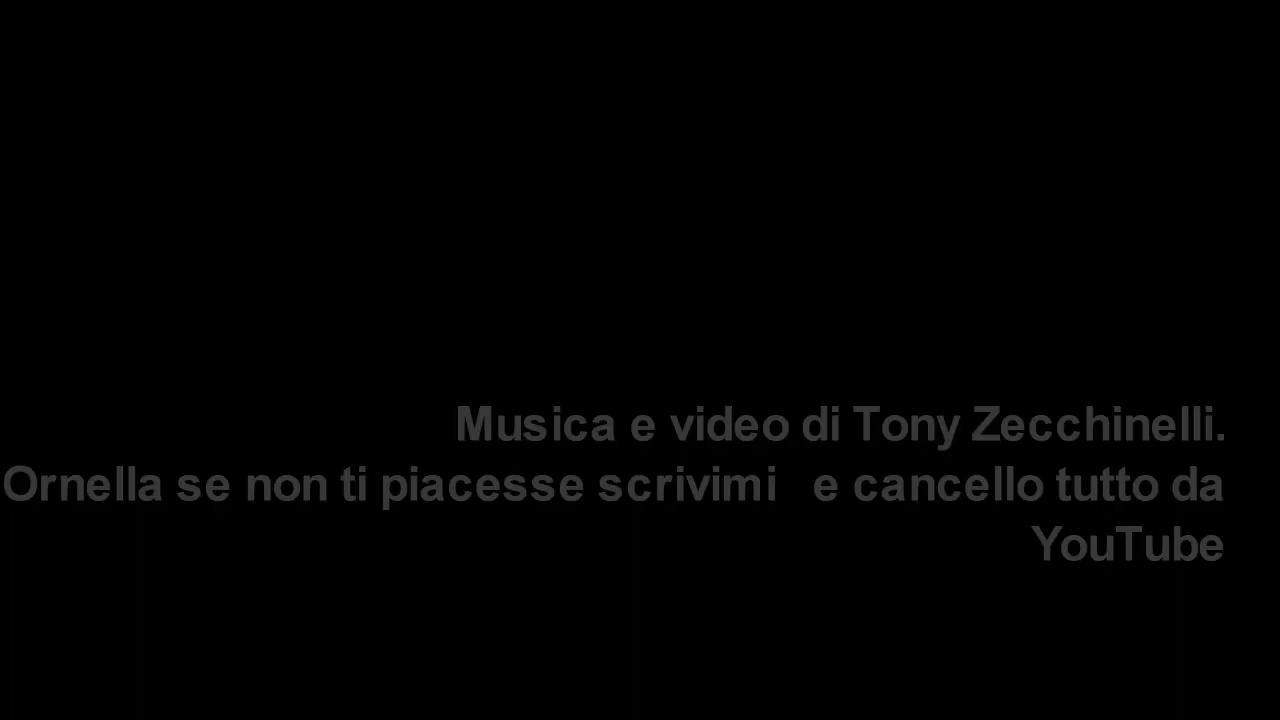 Musica e video di Tony Zecchinelli.
Ornella se non ti piacesse scrivimi e cancello tutto da
YouTube